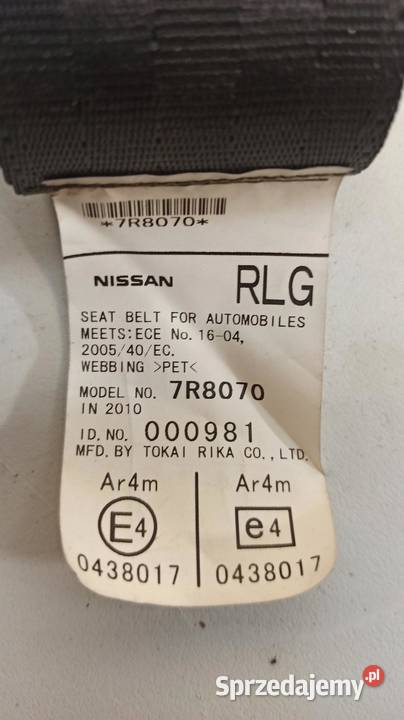 *7R8070*
NISSAN RLG
SEAT BELT FOR AUTOMOBILES
MEETS:ECE No. 16-04,
2005/40/EC.
WEBBING >PET<
MODEL NO. 7R8070
IN 2010
ID.NO. 000981
MFD. BY TOKAI RIKA CO.,LTD.
Ar4m Ar4m
E4 e4
0438017 0438017
Sprzedajemy.pl